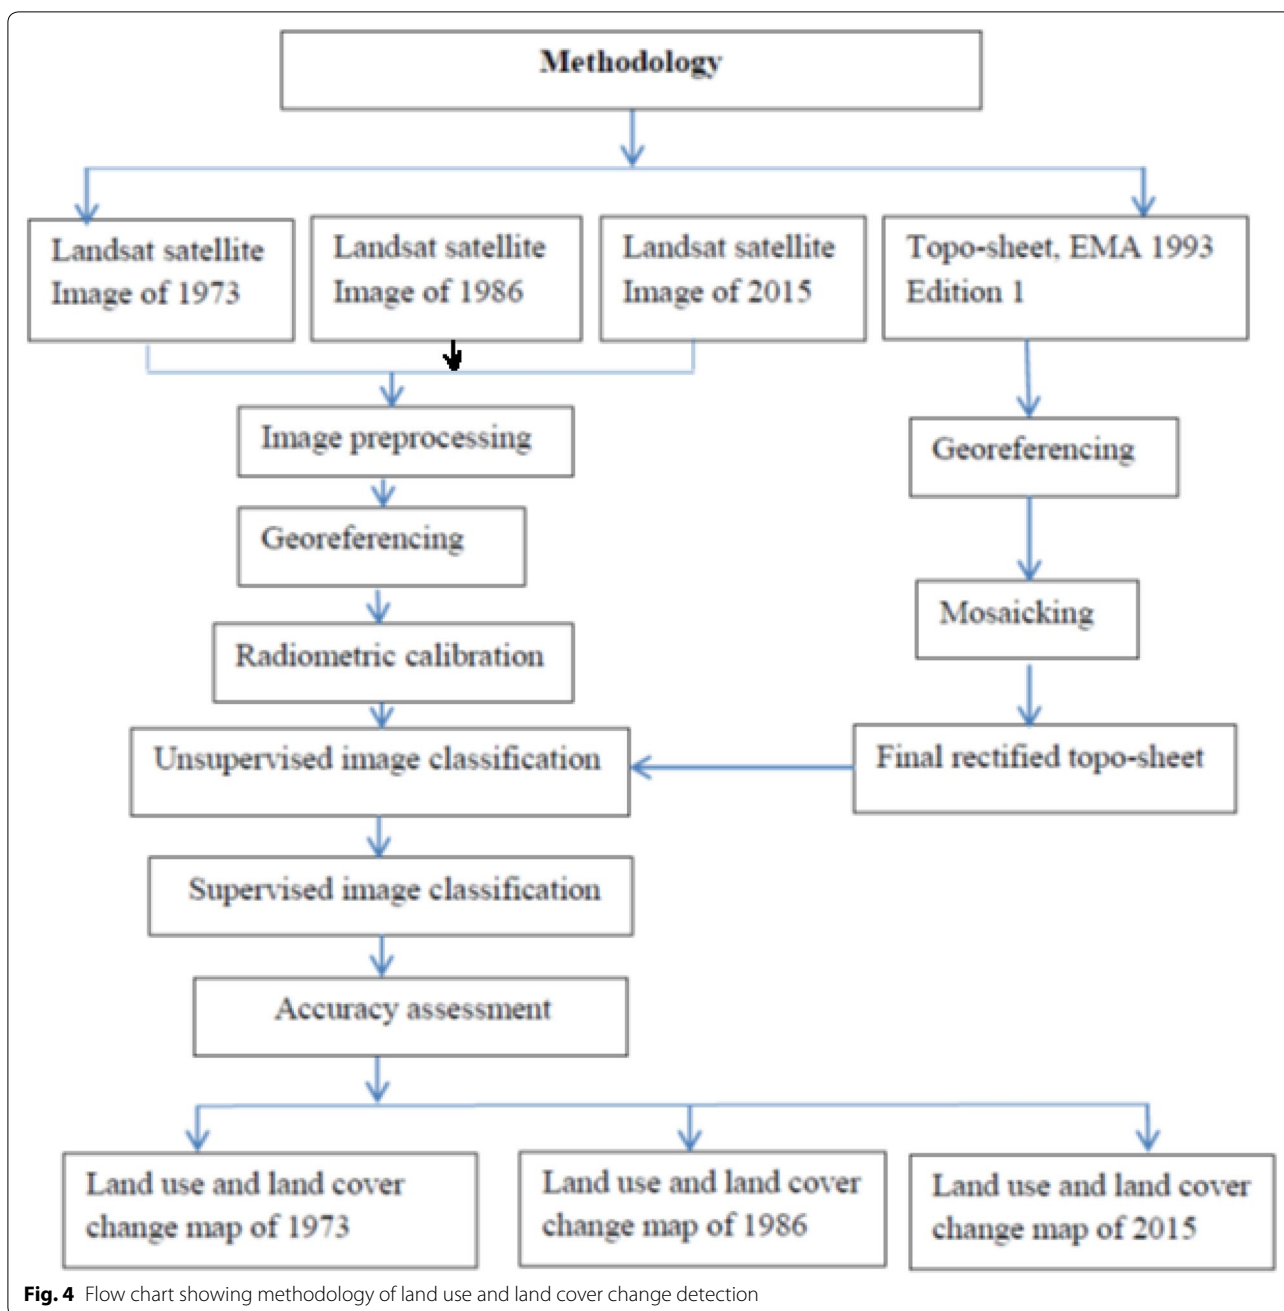 Methodology
Landsat satellite
Image of 1973
Landsat satellite
Image of 1986
Landsat satellite
Image of 2015
Topo-sheet, EMA 1993
Edition 1
Image preprocessing
Georeferencing
Georeferencing
Mosaicking
Radiometric calibration
Unsupervised image classification
Final rectified topo-sheet
Supervised image classification
Accuracy assessment
Land use and land cover
change map of 1973
Land use and land cover
change map of 1986
Land use and land cover
change map of 2015
Fig. 4 Flow chart showing methodology of land use and land cover change detection